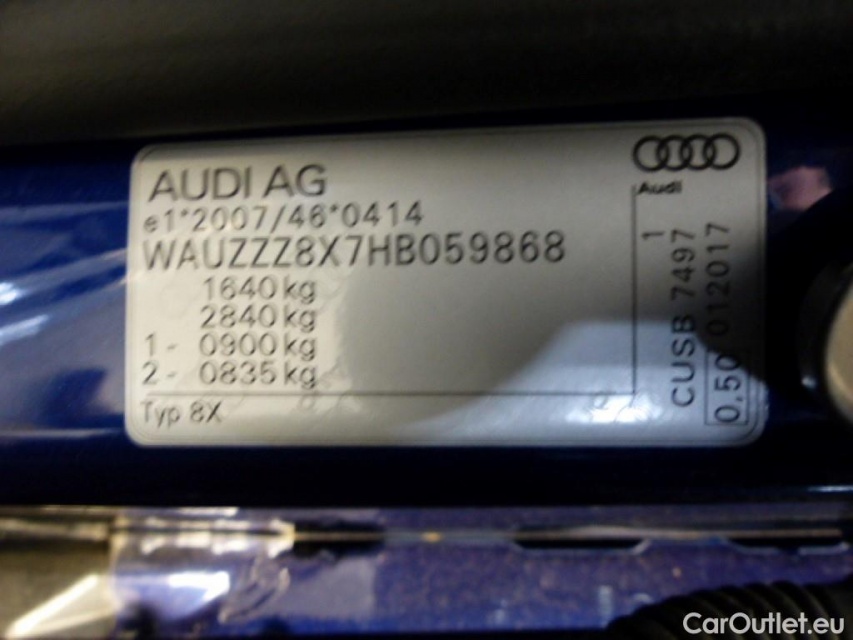 AUDI AG
e1*2007/46*0414
WAUZZZ8X7HB059868
1640 kg
2840 kg
1 - 0900 kg
2 - 0835 kg
Typ 8X
Audi
1
CUSB 7497
0,50 012017
CarOutlet.eu